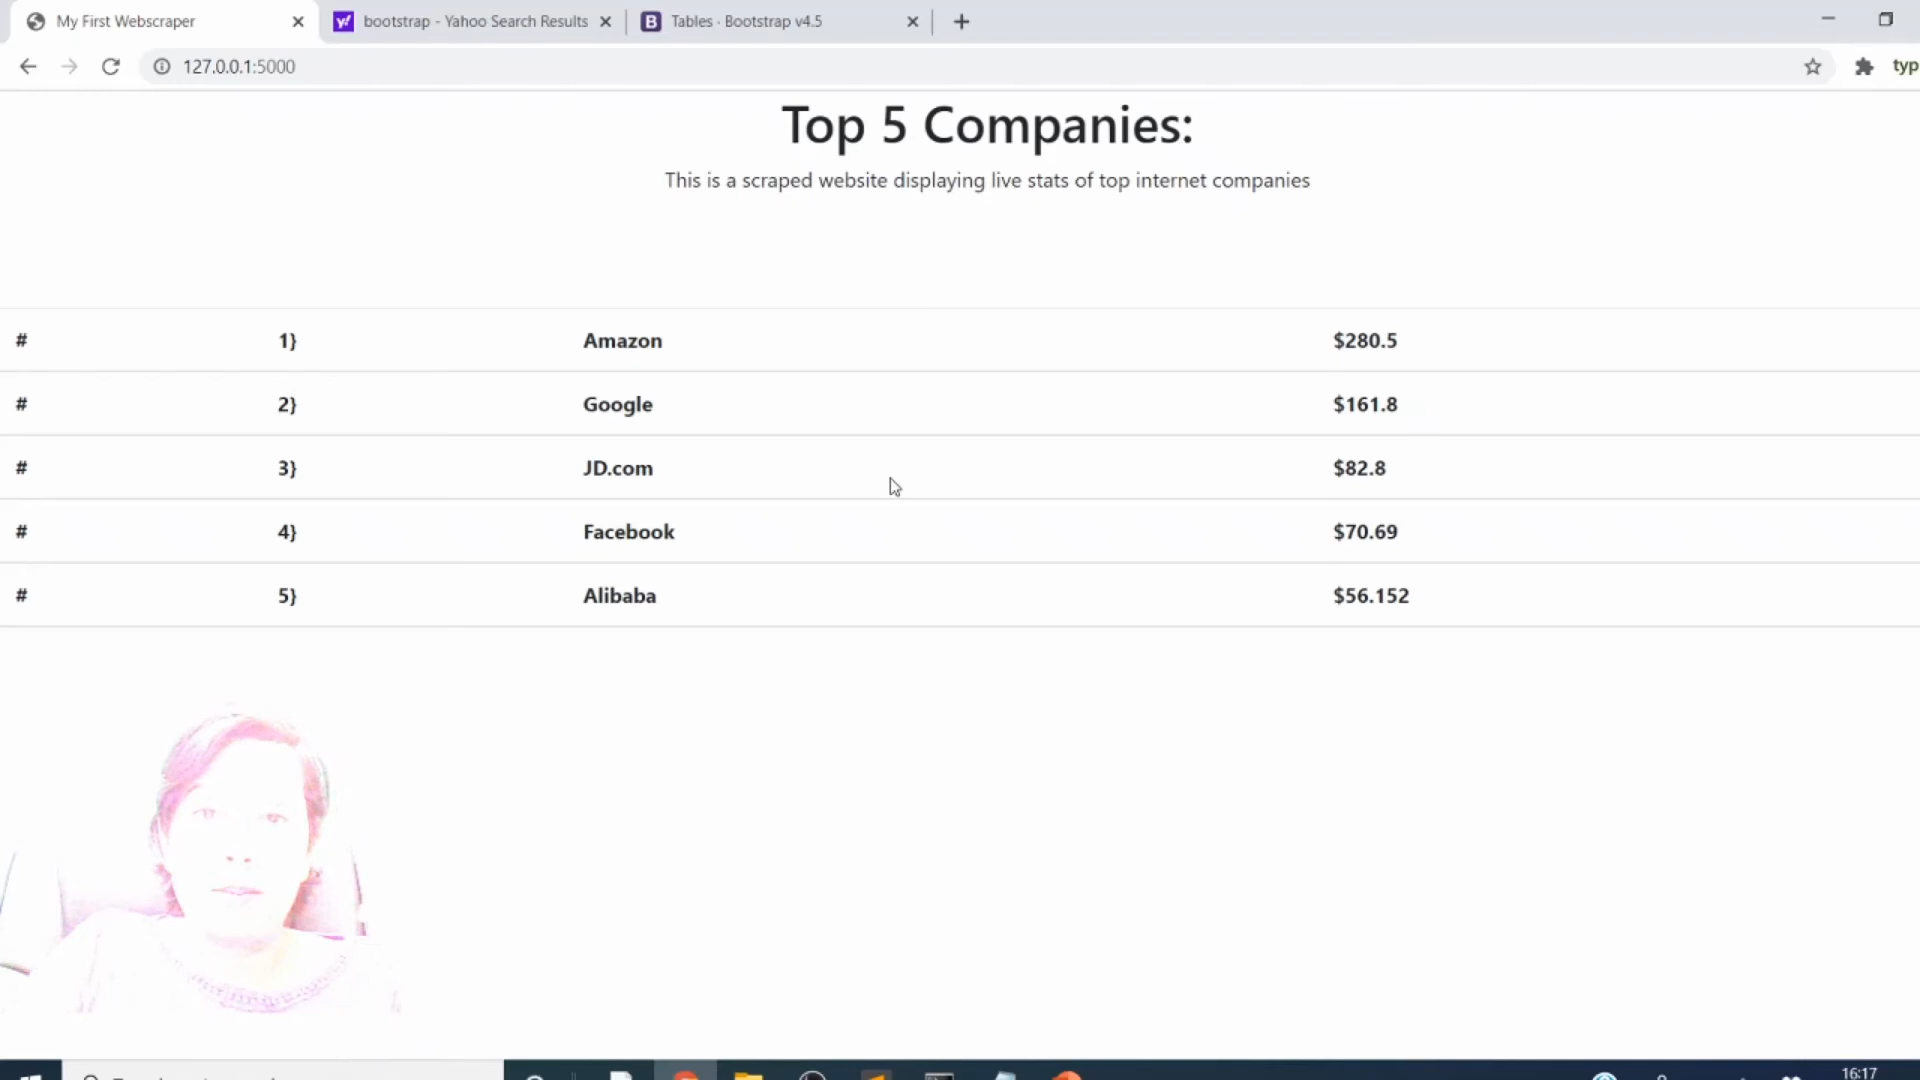 My First Webscraper
bootstrap - Yahoo Search Results
B Tables · Bootstrap v4.5
127.0.0.1:5000
typ
Top 5 Companies:
This is a scraped website displaying live stats of top internet companies
# 1} Amazon $280.5
# 2} Google $161.8
# 3} JD.com $82.8
# 4} Facebook $70.69
# 5} Alibaba $56.152
16:17